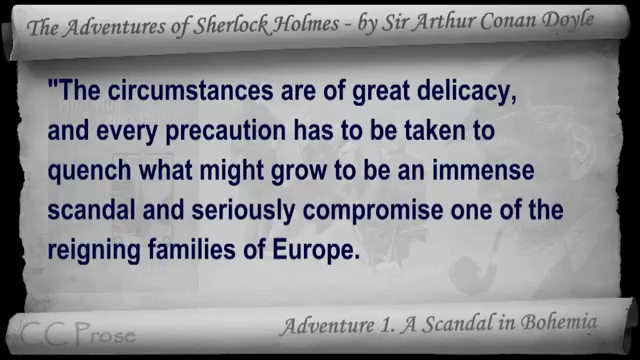 The Adventures of Sherlock Holmes - by Sir Arthur Conan Doyle
"The circumstances are of great delicacy,
and every precaution has to be taken to
quench what might grow to be an immense
scandal and seriously compromise one of the
reigning families of Europe.
CC Prose
Adventure 1. A Scandal in Bohemia